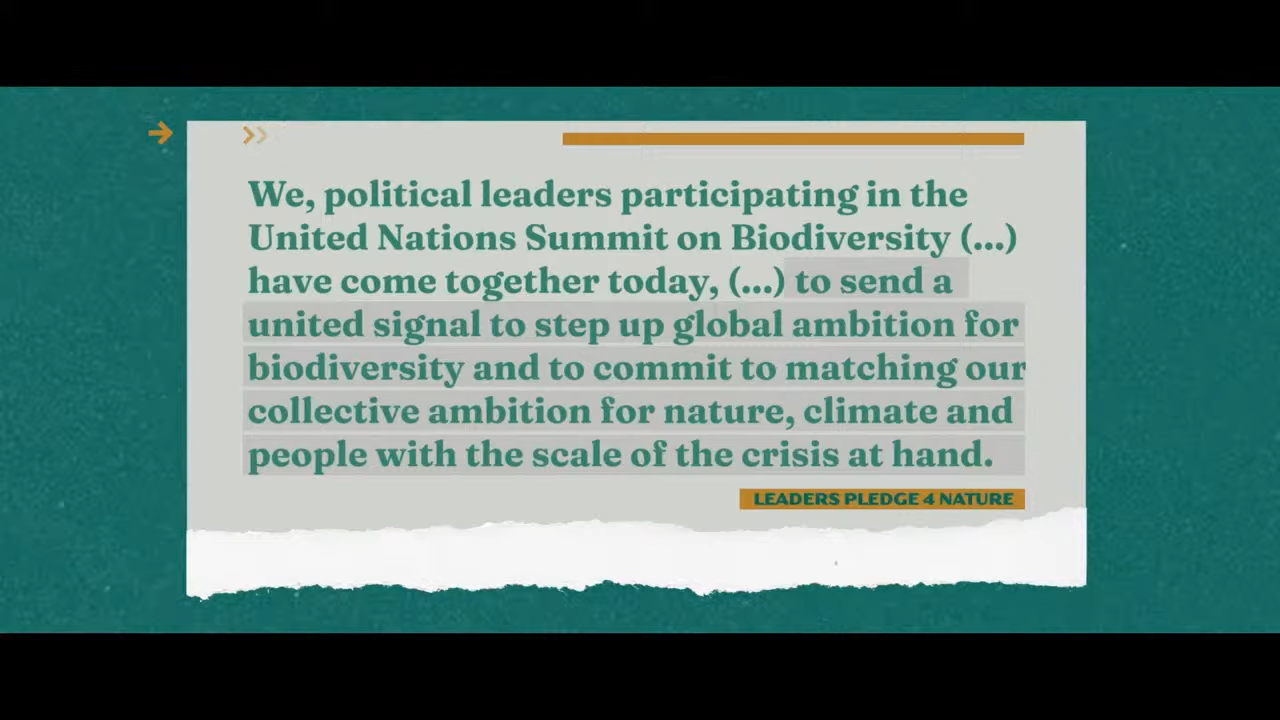 We, political leaders participating in the
United Nations Summit on Biodiversity (...)
have come together today, (...) to send a
united signal to step up global ambition for
biodiversity and to commit to matching our
collective ambition for nature, climate and
people with the scale of the crisis at hand.
LEADERS PLEDGE 4 NATURE